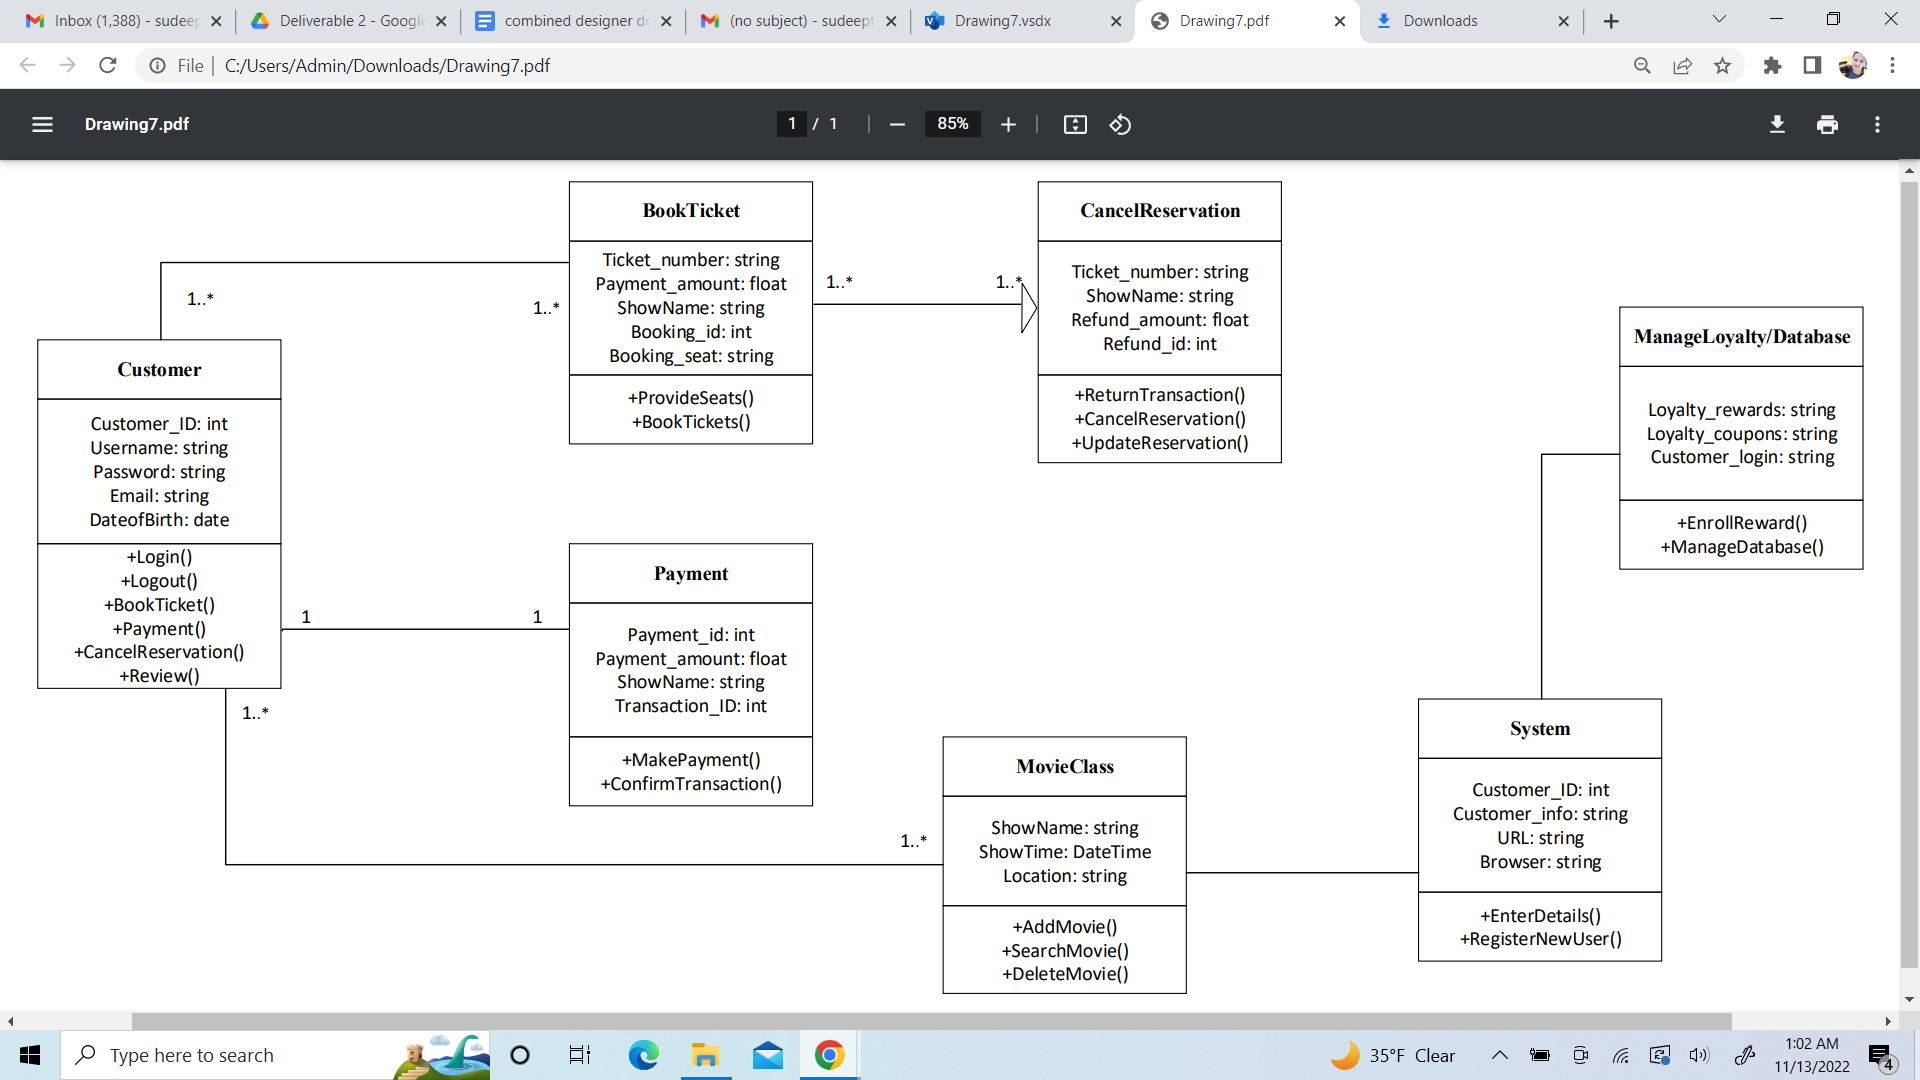 Inbox (1,388) - sudeep
Deliverable 2 - Google
combined designer do
(no subject) - sudeept
Drawing7.vsdx
Drawing7.pdf
Downloads
File
C:/Users/Admin/Downloads/Drawing7.pdf
Drawing7.pdf
1 / 1
85%
BookTicket
Ticket_number: string
Payment_amount: float
ShowName: string
Booking_id: int
Booking_seat: string
+ProvideSeats()
+BookTickets()
CancelReservation
Ticket_number: string
ShowName: string
Refund_amount: float
Refund_id: int
+ReturnTransaction()
+CancelReservation()
+UpdateReservation()
1..*
1..*
1..*
1..*
ManageLoyalty/Database
Loyalty_rewards: string
Loyalty_coupons: string
Customer_login: string
+EnrollReward()
+ManageDatabase()
Customer
Customer_ID: int
Username: string
Password: string
Email: string
DateofBirth: date
+Login()
+Logout()
+BookTicket()
+Payment()
+CancelReservation()
+Review()
1
1
1..*
Payment
Payment_id: int
Payment_amount: float
ShowName: string
Transaction_ID: int
+MakePayment()
+ConfirmTransaction()
1..*
MovieClass
ShowName: string
ShowTime: DateTime
Location: string
+AddMovie()
+SearchMovie()
+DeleteMovie()
System
Customer_ID: int
Customer_info: string
URL: string
Browser: string
+EnterDetails()
+RegisterNewUser()
Type here to search
35°F Clear
1:02 AM
11/13/2022
4